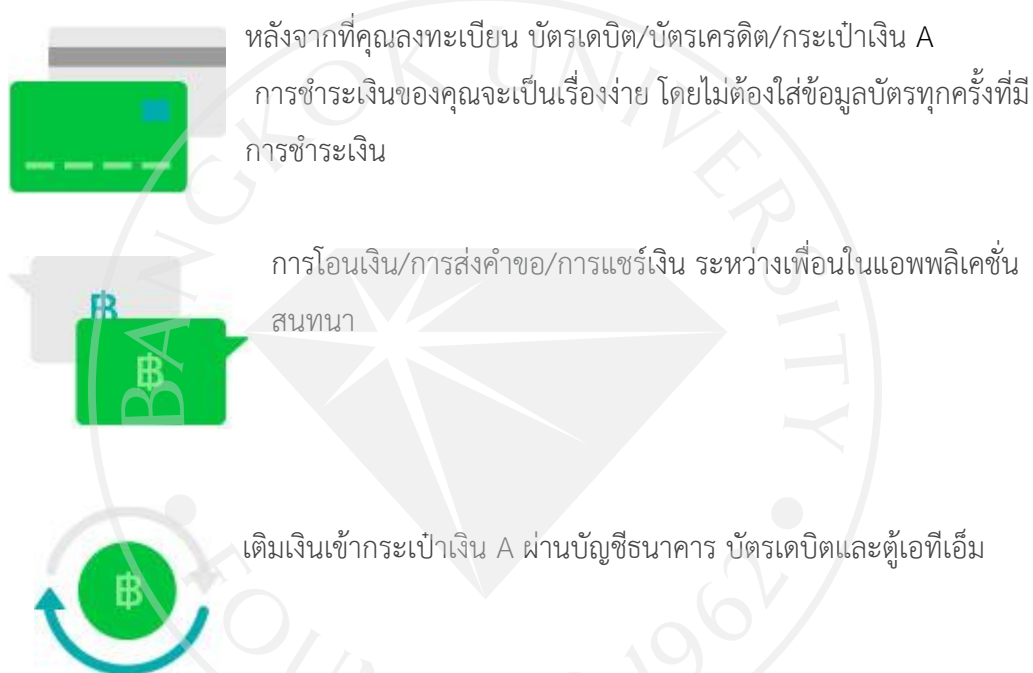 หลังจากที่คุณลงทะเบียน บัตรเดบิต/บัตรเครดิต/กระเป๋าเงิน A
การชำระเงินของคุณจะเป็นเรื่องง่าย โดยไม่ต้องใส่ข้อมูลบัตรทุกครั้งที่มี
การชำระเงิน
การโอนเงิน/การส่งคำขอ/การแชร์เงิน ระหว่างเพื่อนในแอพพลิเคชั่น
สนทนา
฿
฿
เติมเงินเข้ากระเป๋าเงิน A ผ่านบัญชีธนาคาร บัตรเดบิตและตู้เอทีเอ็ม
฿
BANGKOK UNIVERSITY
1962